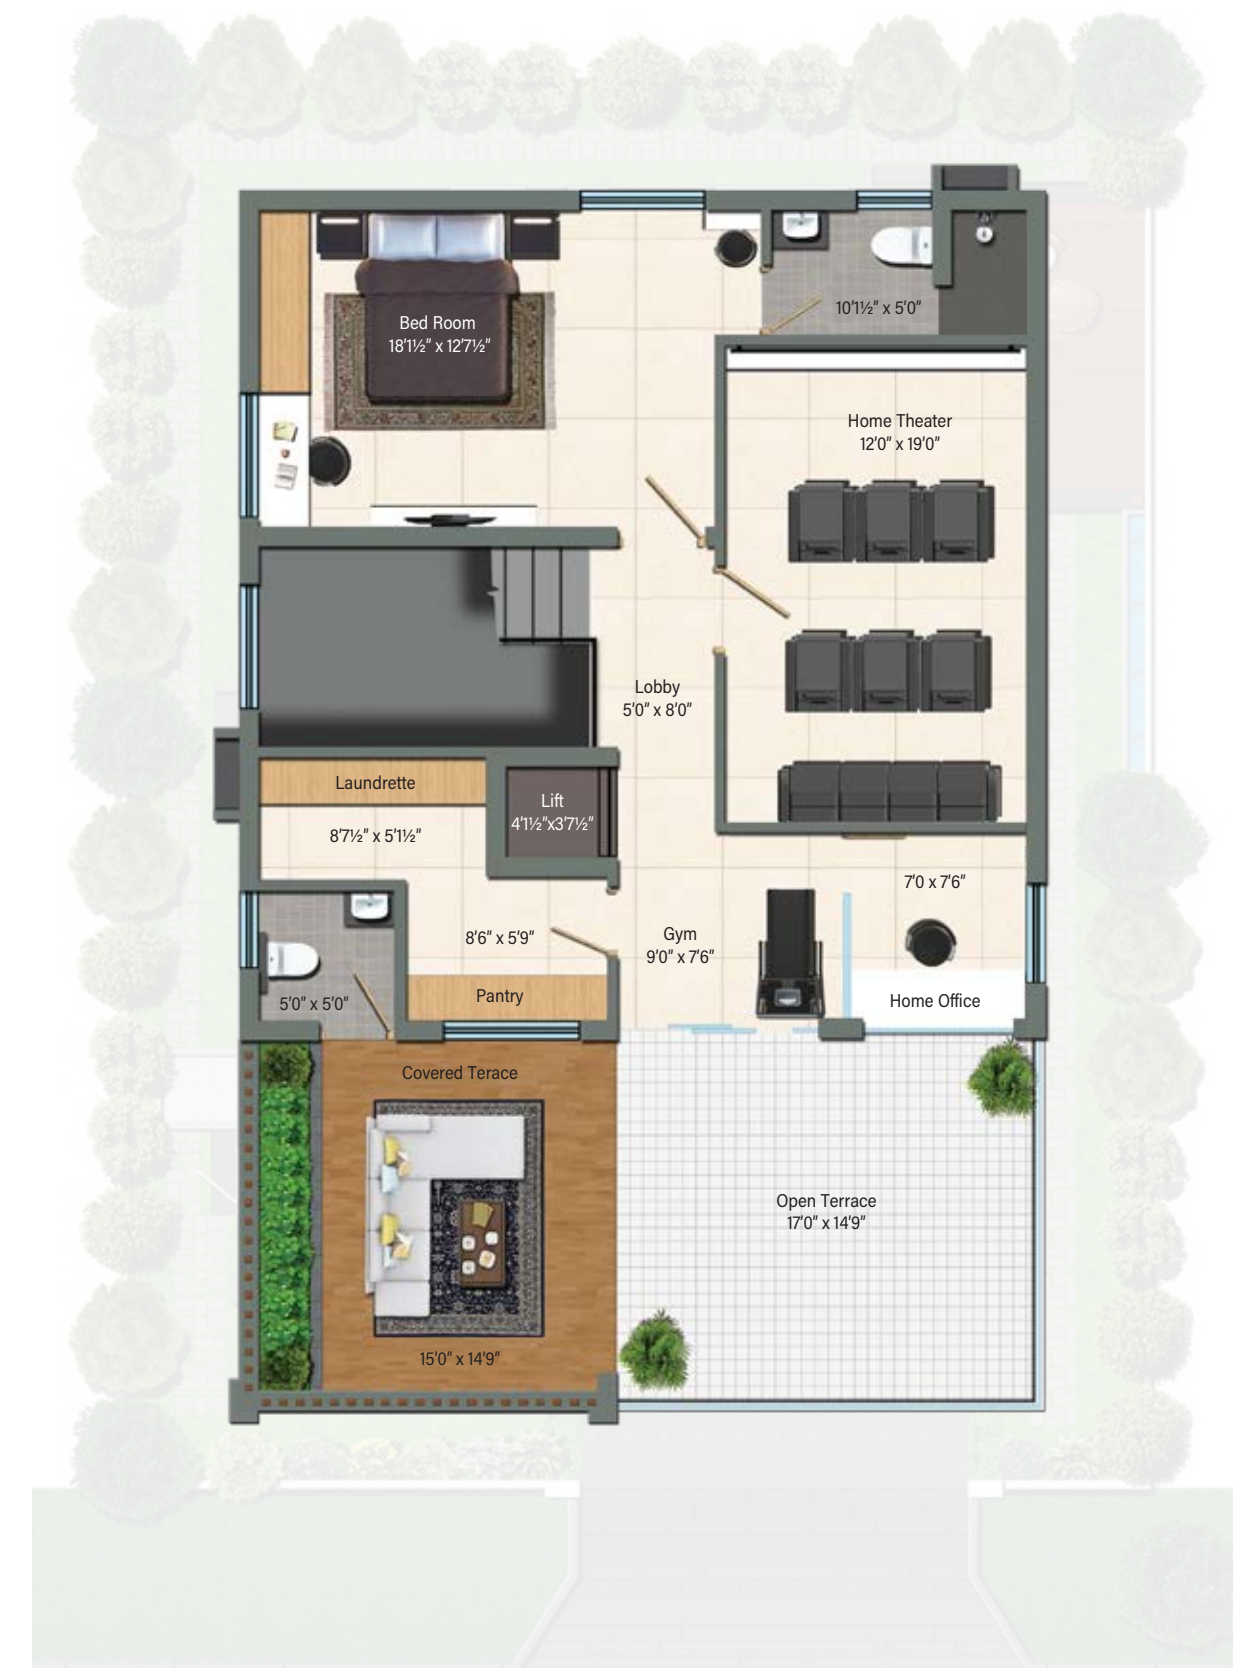 10'1½" x 5'0"
Bed Room
18'1½" x 12'7½"
Home Theater
12'0" x 19'0"
Lobby
5'0" x 8'0"
Laundrette
8'7½" x 5'1½"
Lift
4'1½"x3'7½"
7'0 x 7'6"
8'6" x 5'9"
Gym
9'0" x 7'6"
5'0" x 5'0"
Pantry
Home Office
Covered Terace
15'0" x 14'9"
Open Terrace
17'0" x 14'9"